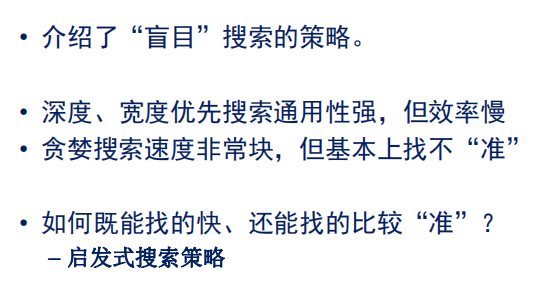 • 介绍了“盲目”搜索的策略。
• 深度、宽度优先搜索通用性强，但效率慢
• 贪婪搜索速度非常块，但基本上找不“准”
• 如何既能找的快、还能找的比较“准”？
– 启发式搜索策略